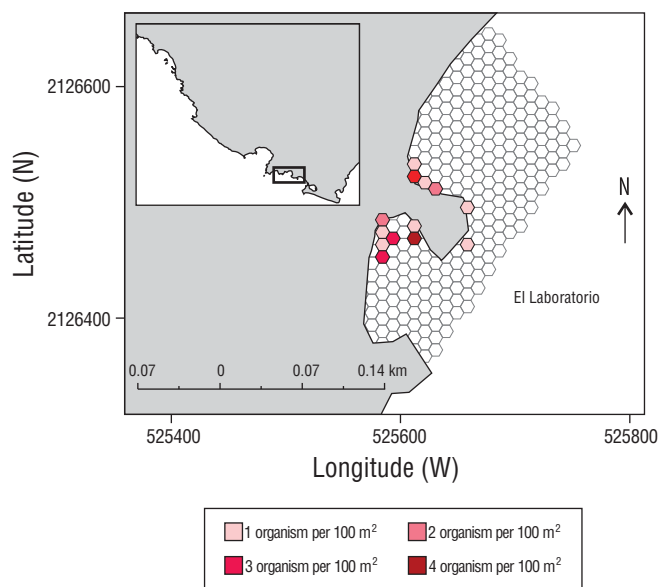 Latitude (N)
2126600
2126400
N
El Laboratorio
0.07 0 0.07 0.14 km
525400 525600 525800
Longitude (W)
1 organism per 100 m² 2 organism per 100 m²
3 organism per 100 m² 4 organism per 100 m²